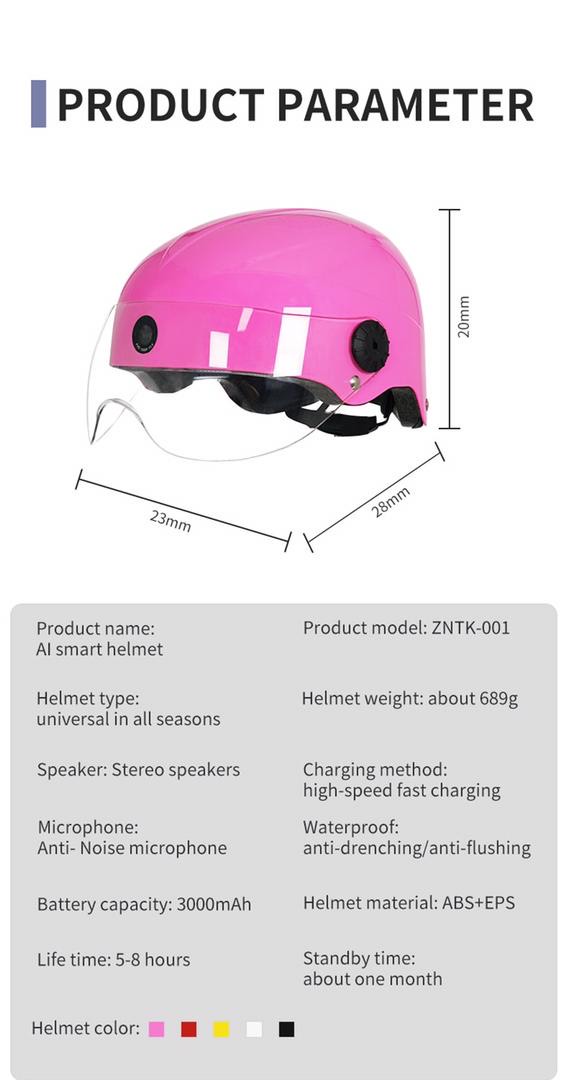 PRODUCT PARAMETER
20mm
23mm
28mm
Product name:
AI smart helmet
Product model: ZNTK-001
Helmet type:
universal in all seasons
Helmet weight: about 689g
Speaker: Stereo speakers
Charging method:
high-speed fast charging
Microphone:
Anti- Noise microphone
Waterproof:
anti-drenching/anti-flushing
Battery capacity: 3000mAh
Helmet material: ABS+EPS
Life time: 5-8 hours
Standby time:
about one month
Helmet color: